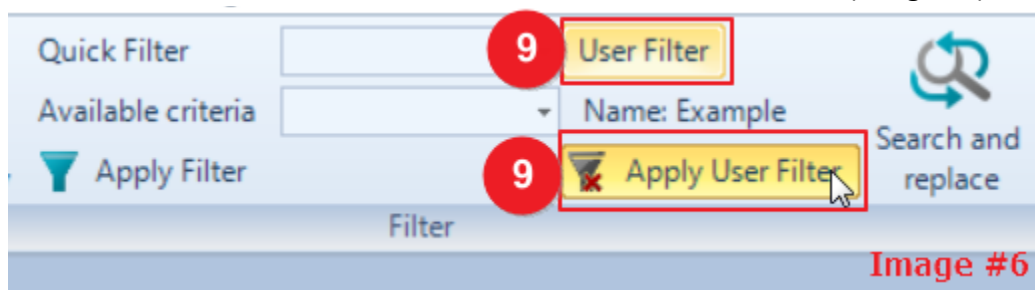 Quick Filter
9
User Filter
Available criteria
Name: Example
Apply Filter
9
Apply User Filter
Search and
replace
Filter
Image #6